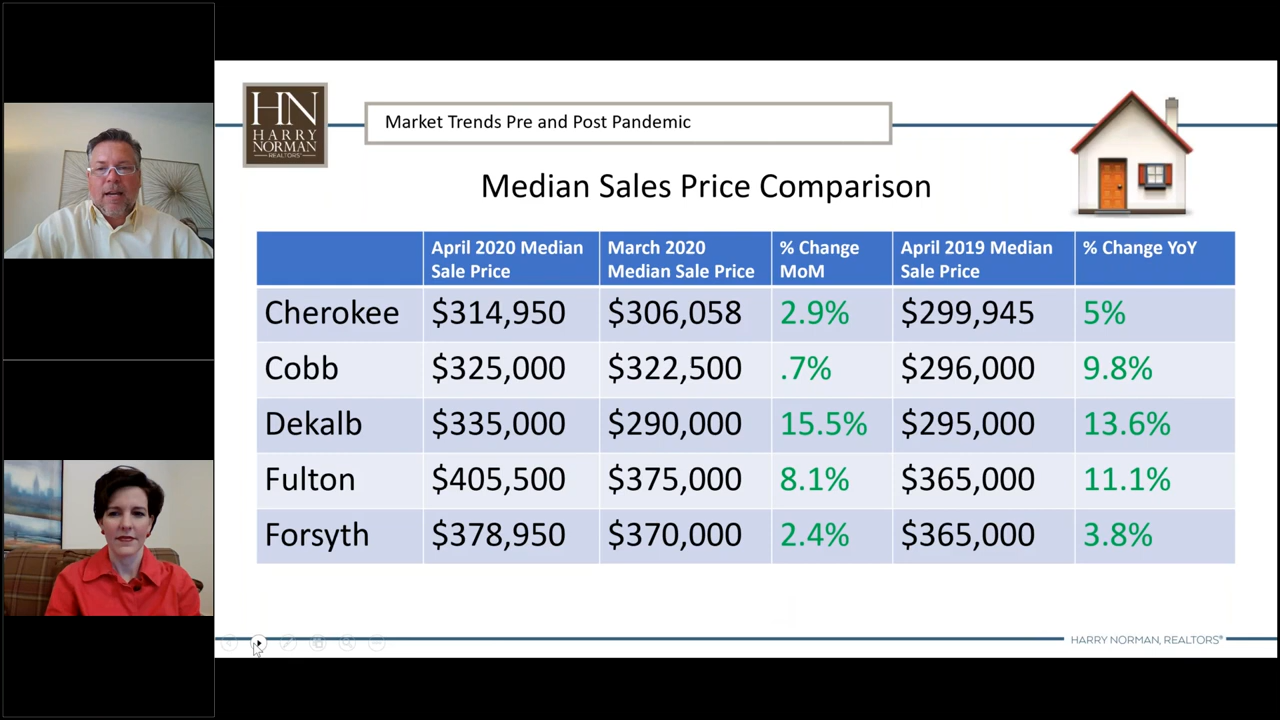 HN
HARRY
NORMAN
REALTORS®
Market Trends Pre and Post Pandemic
Median Sales Price Comparison
April 2020 Median Sale Price
March 2020 Median Sale Price
% Change MoM
April 2019 Median Sale Price
% Change YoY
Cherokee $314,950 $306,058 2.9% $299,945 5%
Cobb $325,000 $322,500 .7% $296,000 9.8%
Dekalb $335,000 $290,000 15.5% $295,000 13.6%
Fulton $405,500 $375,000 8.1% $365,000 11.1%
Forsyth $378,950 $370,000 2.4% $365,000 3.8%
HARRY NORMAN, REALTORS®